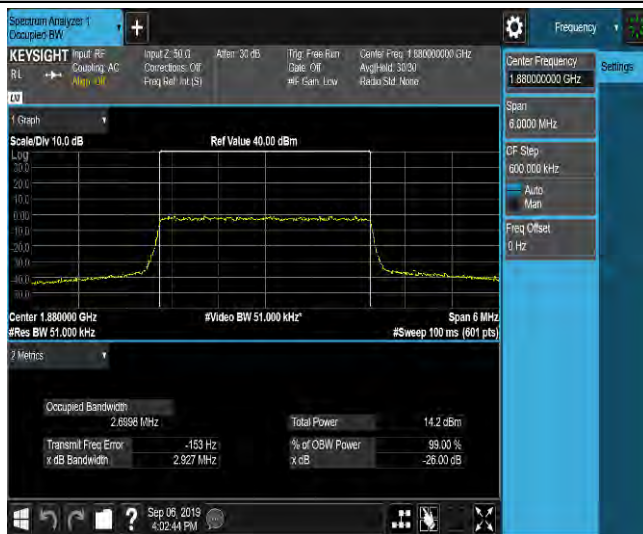 Spectrum Analyzer 1
Occupied BW
+
Frequency
KEYSIGHT
RL
Input: RF
Coupling: AC
Align: Off
Input Z: 50 Ω
Corrections: Off
Freq Ref: Int (S)
Atten: 30 dB
Trig: Free Run
Gate: Off
#IF Gain: Low
Center Freq: 1.880000000 GHz
Avg|Hold: 30/30
Radio Std: None
Center Frequency
1.880000000 GHz
Settings
Span
6.0000 MHz
CF Step
600.000 kHz
Auto
Man
Freq Offset
0 Hz
1 Graph
Scale/Div 10.0 dB
Ref Value 40.00 dBm
Log
30.0
20.0
10.0
0.00
-10.0
-20.0
-30.0
-40.0
-50.0
Center 1.880000 GHz
#Video BW 51.000 kHz*
Span 6 MHz
#Res BW 51.000 kHz
#Sweep 100 ms (601 pts)
2 Metrics
Occupied Bandwidth
2.6998 MHz
Total Power
14.2 dBm
Transmit Freq Error
-153 Hz
% of OBW Power
99.00 %
x dB Bandwidth
2.927 MHz
x dB
-26.00 dB
?
Sep 06, 2019
4:02:44 PM